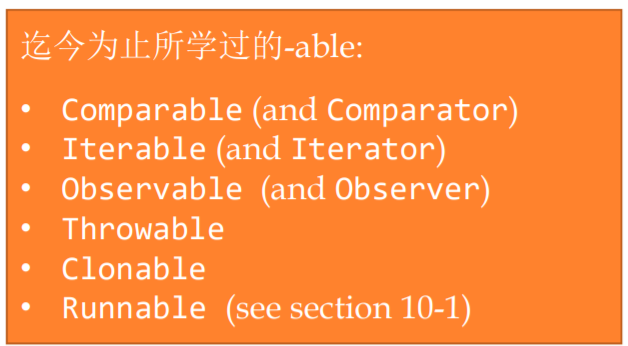 迄今为止所学过的-able:
• Comparable (and Comparator)
• Iterable (and Iterator)
• Observable (and Observer)
• Throwable
• Clonable
• Runnable (see section 10-1)